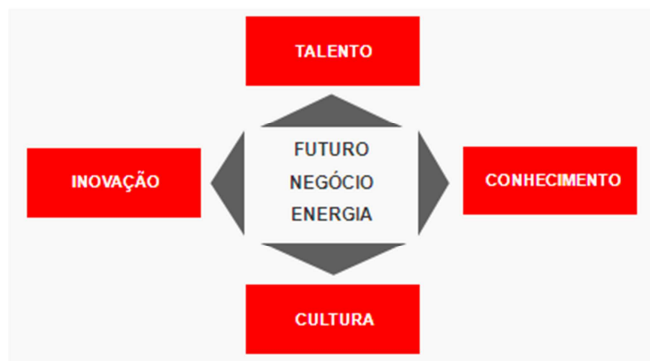 TALENTO
FUTURO
NEGÓCIO
ENERGIA
INOVAÇÃO
CONHECIMENTO
CULTURA